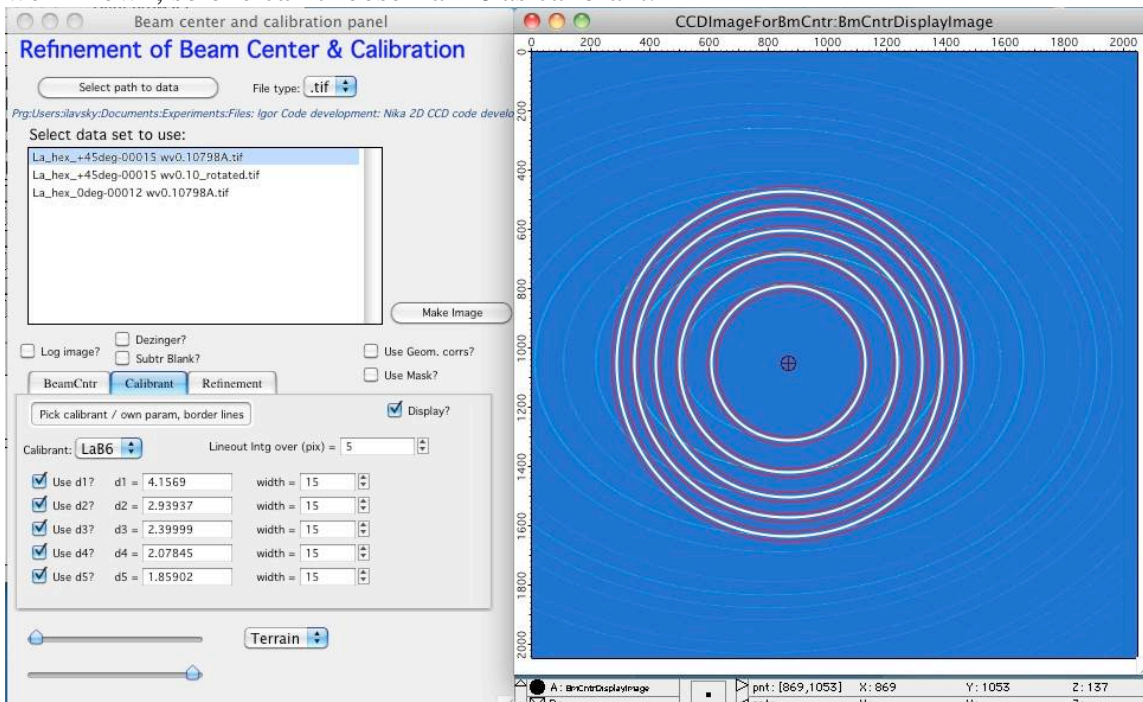 Beam center and calibration panel
Refinement of Beam Center & Calibration
Select path to data
File type: .tif
Prg:Users:ilavsky:Documents:Experiments:Files: Igor Code development: Nika 2D CCD code develo
Select data set to use:
La_hex_+45deg-00015 wv0.10798A.tif
La_hex_+45deg-00015 wv0.10_rotated.tif
La_hex_0deg-00012 wv0.10798A.tif
Make Image
Log image?
Dezinger?
Subtr Blank?
Use Geom. corrs?
Use Mask?
BeamCntr Calibrant Refinement
Pick calibrant / own param, border lines
Display?
Calibrant: LaB6
Lineout Intg over (pix) = 5
Use d1? d1 = 4.1569 width = 15
Use d2? d2 = 2.93937 width = 15
Use d3? d3 = 2.39999 width = 15
Use d4? d4 = 2.07845 width = 15
Use d5? d5 = 1.85902 width = 15
Terrain
CCDImageForBmCntr:BmCntrDisplayImage
0 200 400 600 800 1000 1200 1400 1600 1800 2000
0
200
400
600
800
1000
1200
1400
1600
1800
2000
A: BmCntrDisplayImage pnt: [869,1053] X: 869 Y: 1053 Z: 137